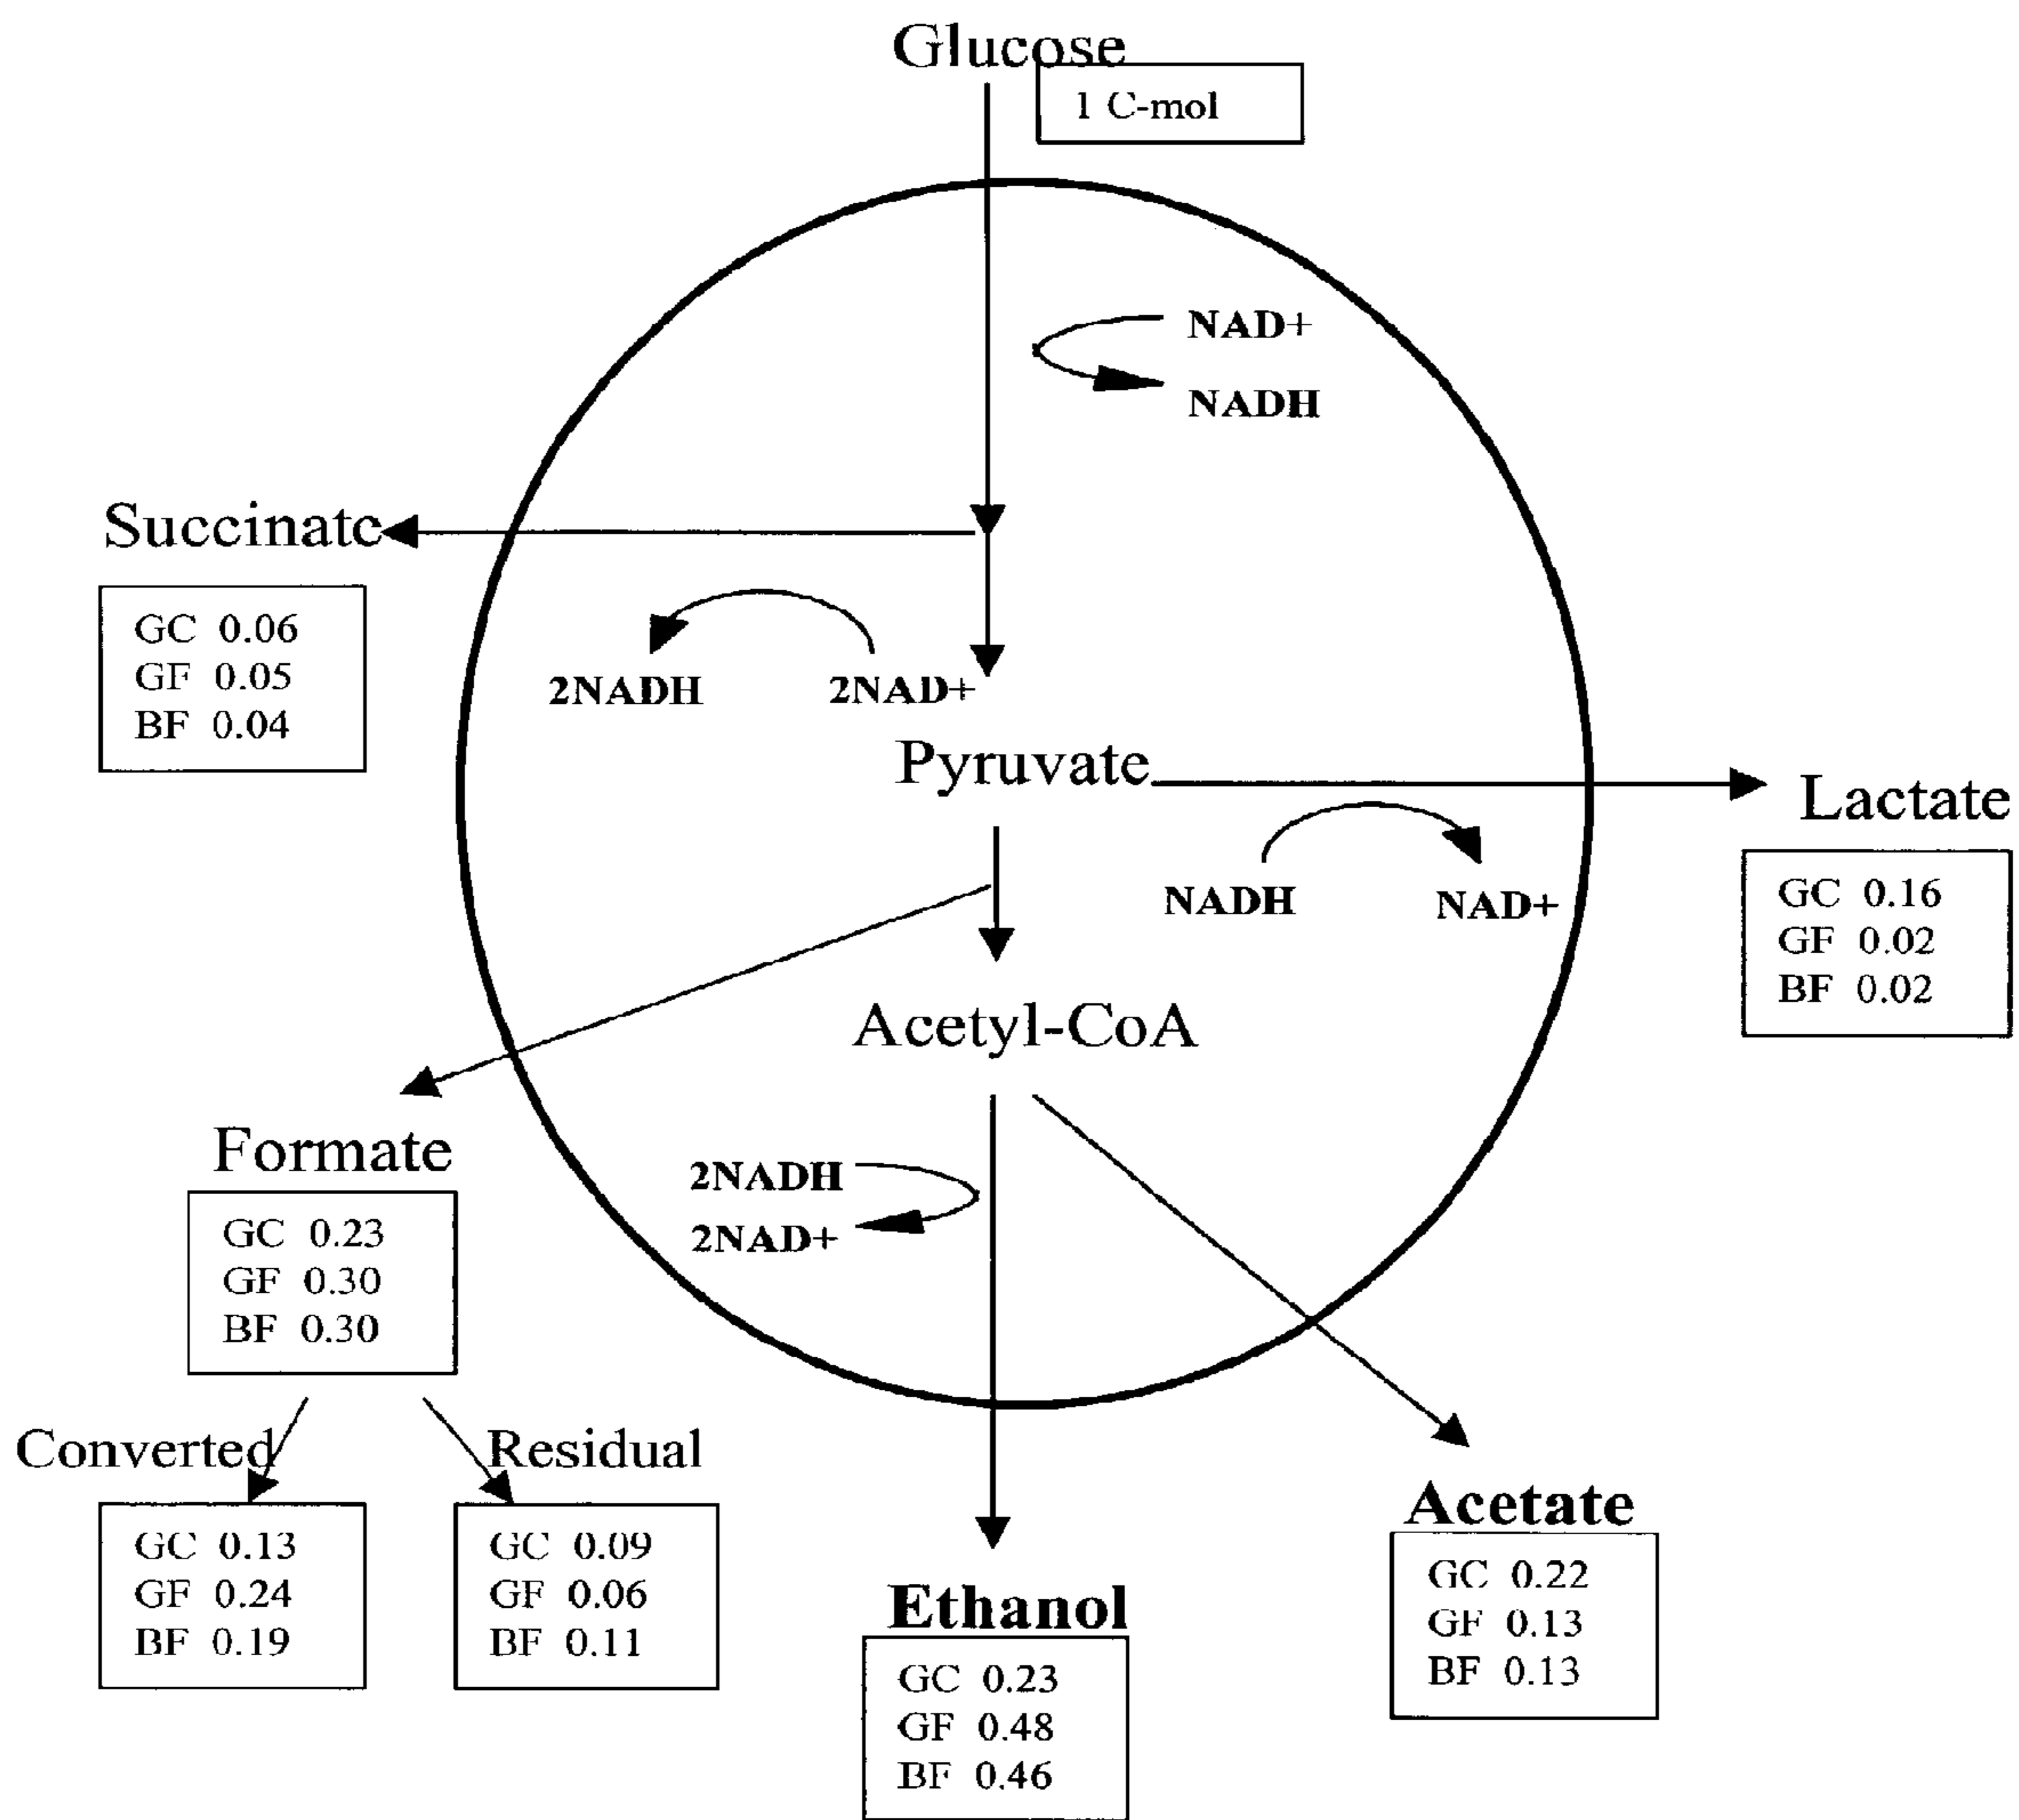 Glucose
1 C-mol
NAD+
NADH
Succinate
GC 0.06
GF 0.05
BF 0.04
2NADH
2NAD+
Pyruvate
Lactate
GC 0.16
GF 0.02
BF 0.02
NADH
NAD+
Acetyl-CoA
Formate
GC 0.23
GF 0.30
BF 0.30
2NADH
2NAD+
Converted
Residual
GC 0.13
GF 0.24
BF 0.19
GC 0.09
GF 0.06
BF 0.11
Ethanol
GC 0.23
GF 0.48
BF 0.46
Acetate
GC 0.22
GF 0.13
BF 0.13